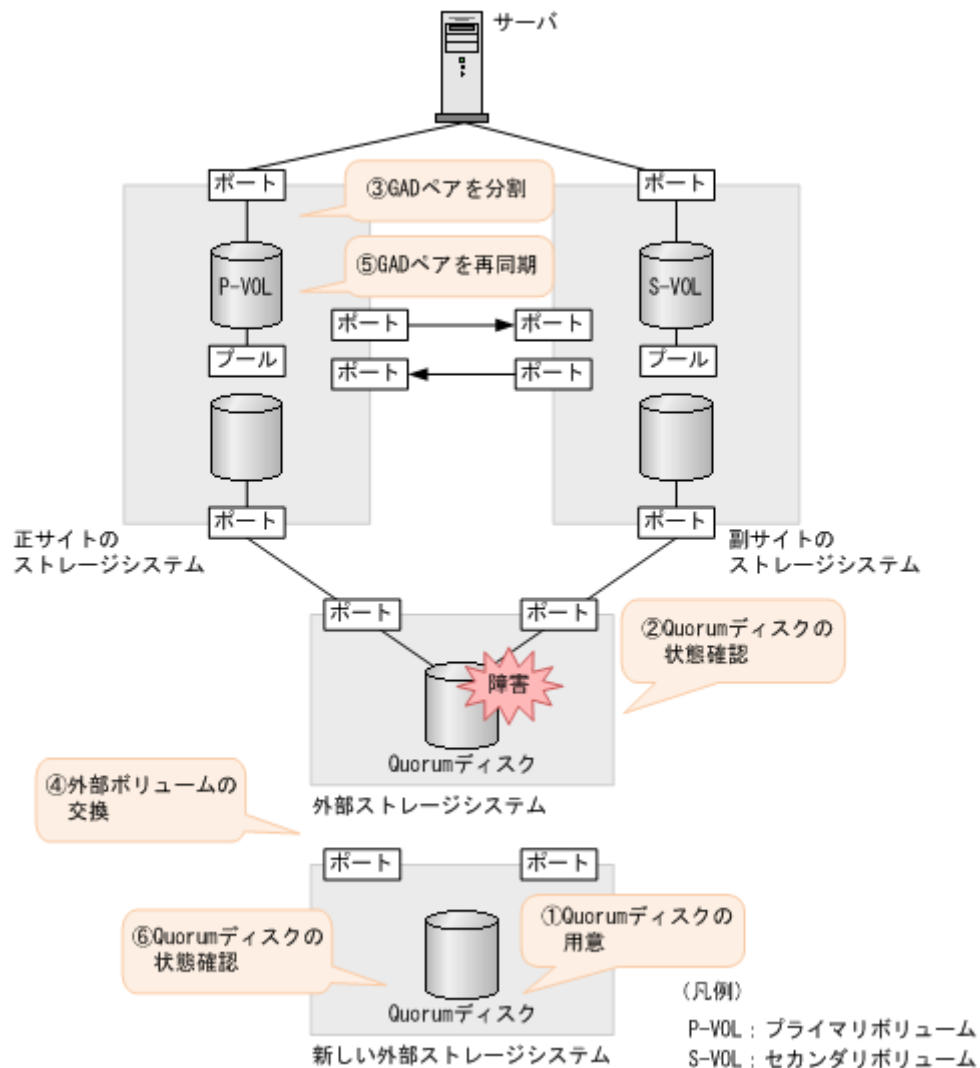 サーバ
ポート
ポート
③GADペアを分割
P-VOL
⑤GADペアを再同期
S-VOL
ポート
ポート
プール
ポート
ポート
プール
ポート
ポート
正サイトの
ストレージシステム
副サイトの
ストレージシステム
ポート
ポート
②Quorumディスクの
状態確認
障害
Quorumディスク
④外部ボリュームの
交換
外部ストレージシステム
ポート
ポート
⑥Quorumディスクの
状態確認
①Quorumディスクの
用意
Quorumディスク
新しい外部ストレージシステム
(凡例)
P-VOL：プライマリボリューム
S-VOL：セカンダリボリューム